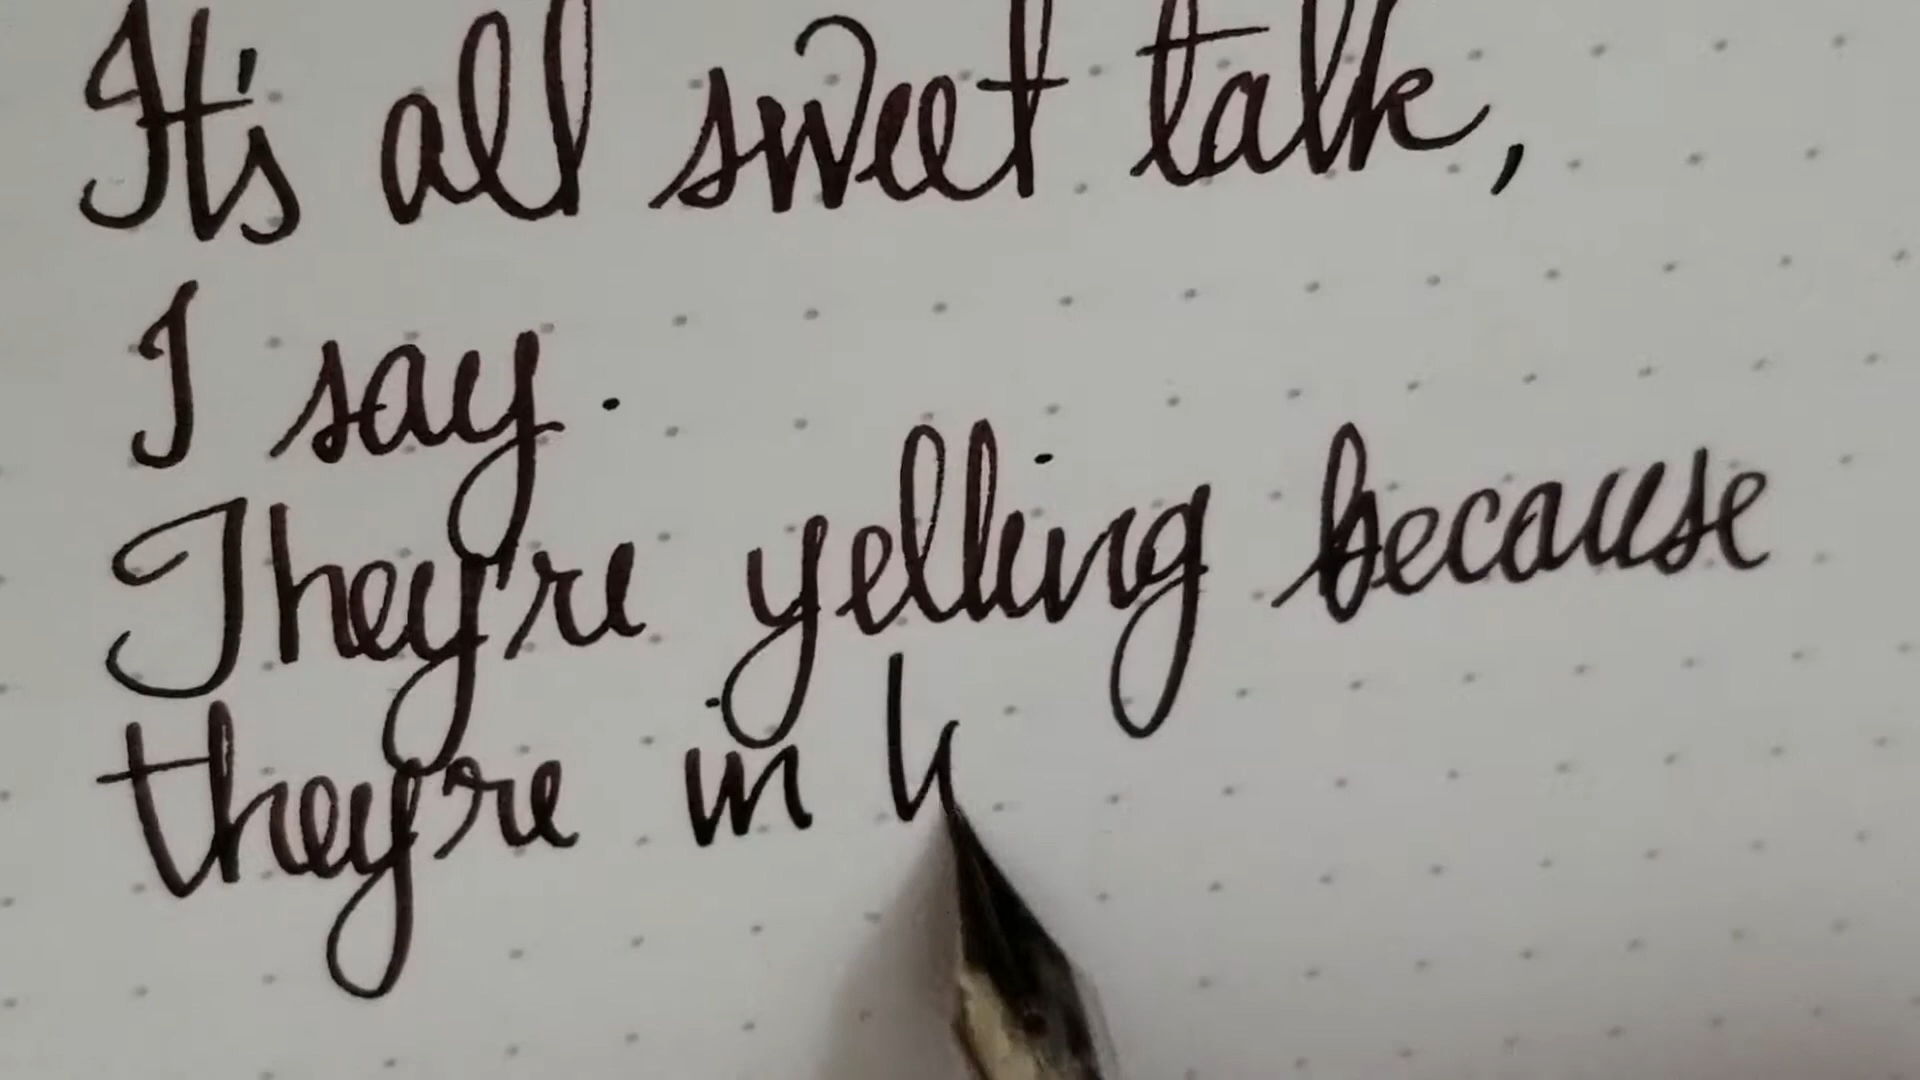 It's all sweet talk,
I say.
They're yelling because
they're in